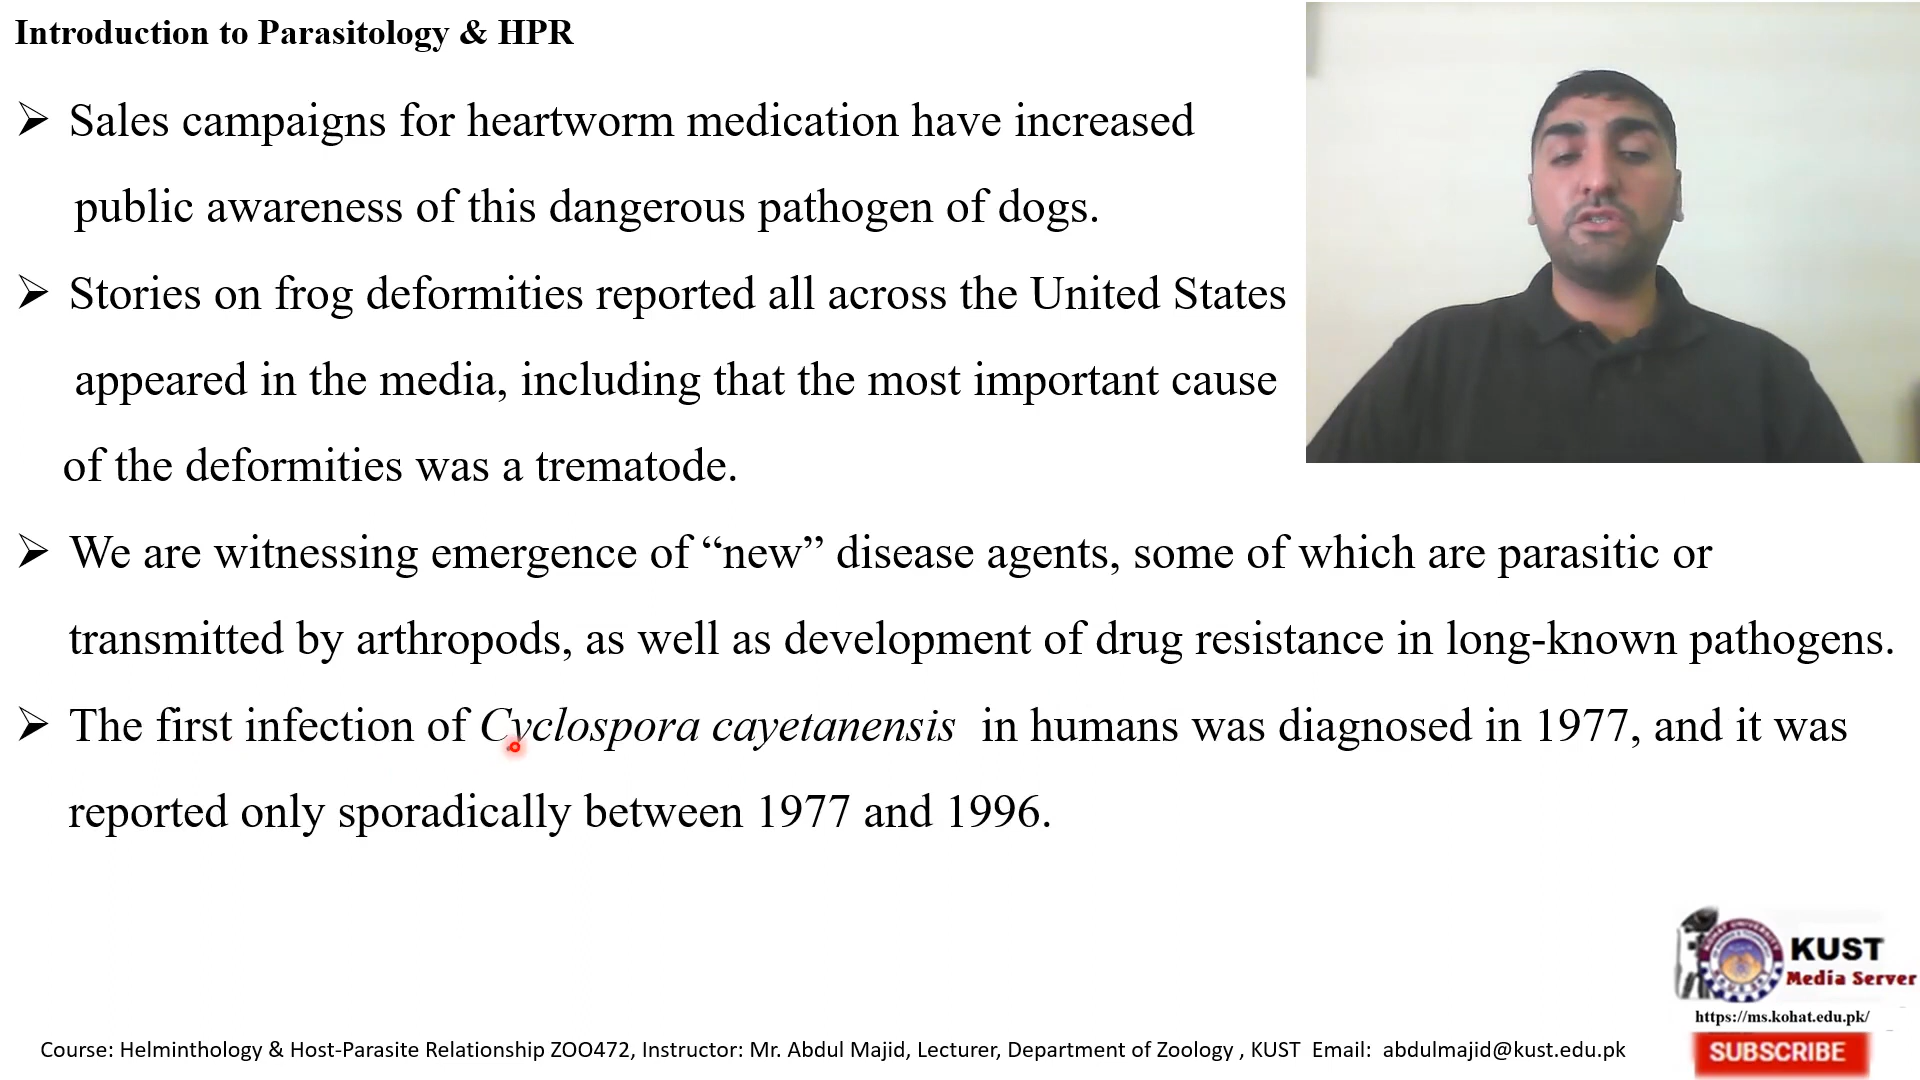 Introduction to Parasitology & HPR
➢ Sales campaigns for heartworm medication have increased
public awareness of this dangerous pathogen of dogs.
➢ Stories on frog deformities reported all across the United States
appeared in the media, including that the most important cause
of the deformities was a trematode.
➢ We are witnessing emergence of “new” disease agents, some of which are parasitic or
transmitted by arthropods, as well as development of drug resistance in long-known pathogens.
➢ The first infection of Cyclospora cayetanensis in humans was diagnosed in 1977, and it was
reported only sporadically between 1977 and 1996.
KUST
Media Server
https://ms.kohat.edu.pk/
SUBSCRIBE
Course: Helminthology & Host-Parasite Relationship ZOO472, Instructor: Mr. Abdul Majid, Lecturer, Department of Zoology , KUST Email: abdulmajid@kust.edu.pk